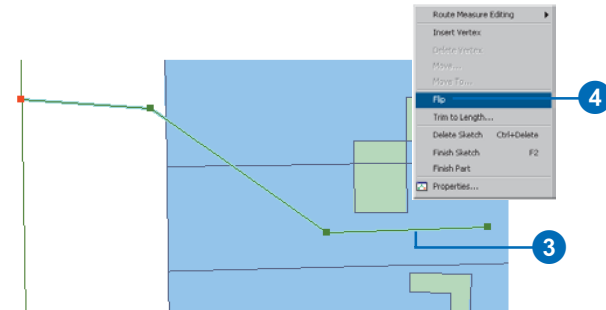 Route Measure Editing
Insert Vertex
Delete Vertex
Move...
Move To...
Flip
4
Trim to Length...
Delete Sketch Ctrl+Delete
Finish Sketch F2
Finish Part
Properties...
3